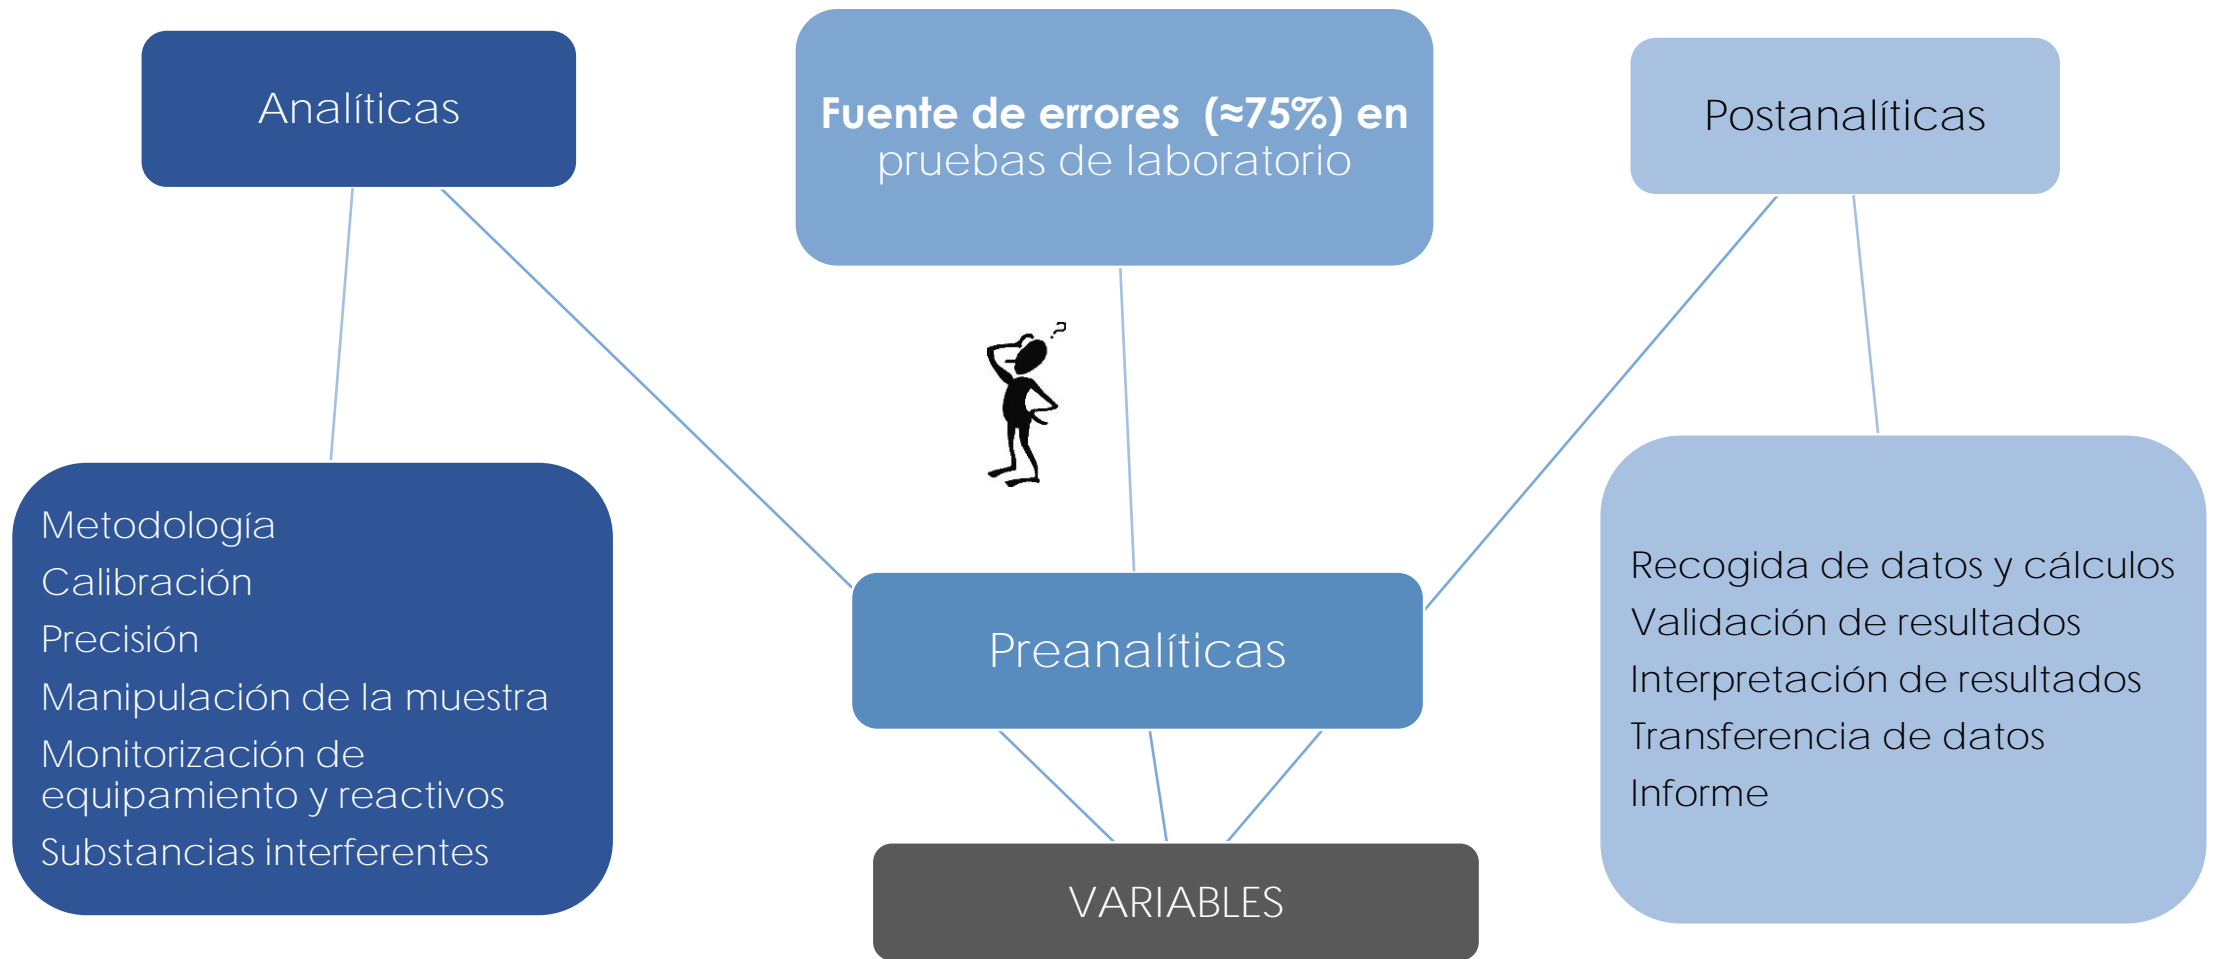 Analíticas
Fuente de errores (≈75%) en
pruebas de laboratorio
Postanalíticas
?
Metodología
Calibración
Precisión
Manipulación de la muestra
Monitorización de
equipamiento y reactivos
Substancias interferentes
Preanalíticas
Recogida de datos y cálculos
Validación de resultados
Interpretación de resultados
Transferencia de datos
Informe
VARIABLES